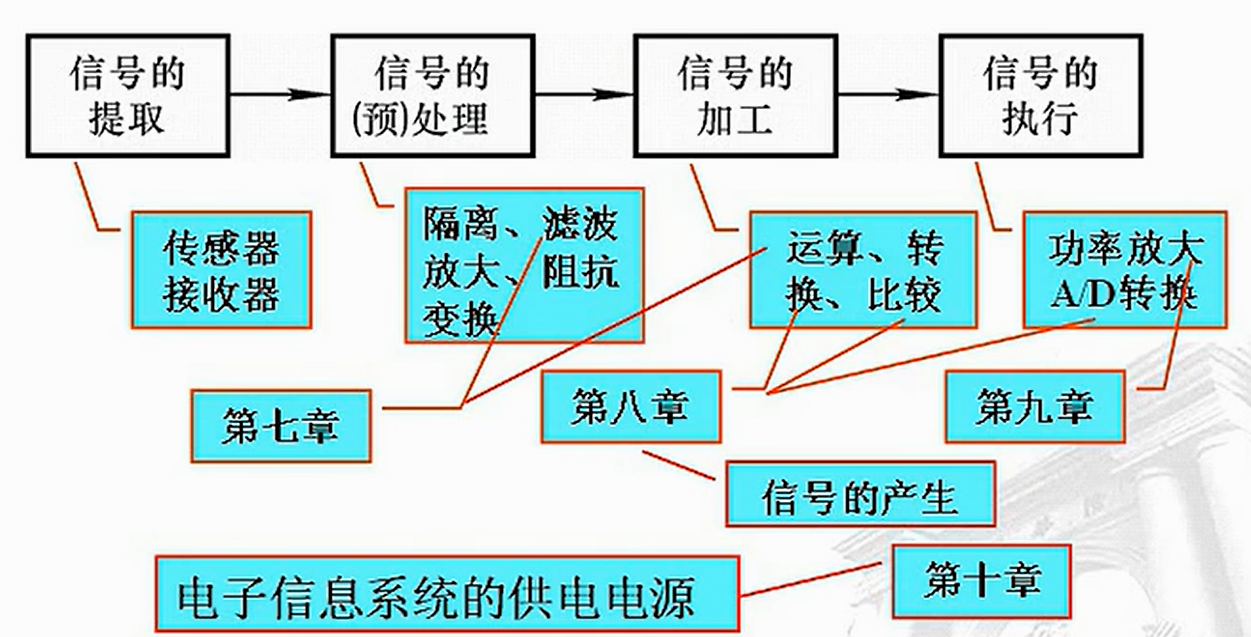 信号的
提取
信号的
(预)处理
信号的
加工
信号的
执行
传感器
接收器
隔离、滤波
放大、阻抗
变换
运算、转
换、比较
功率放大
A/D转换
第七章
第八章
第九章
信号的产生
电子信息系统的供电电源
第十章